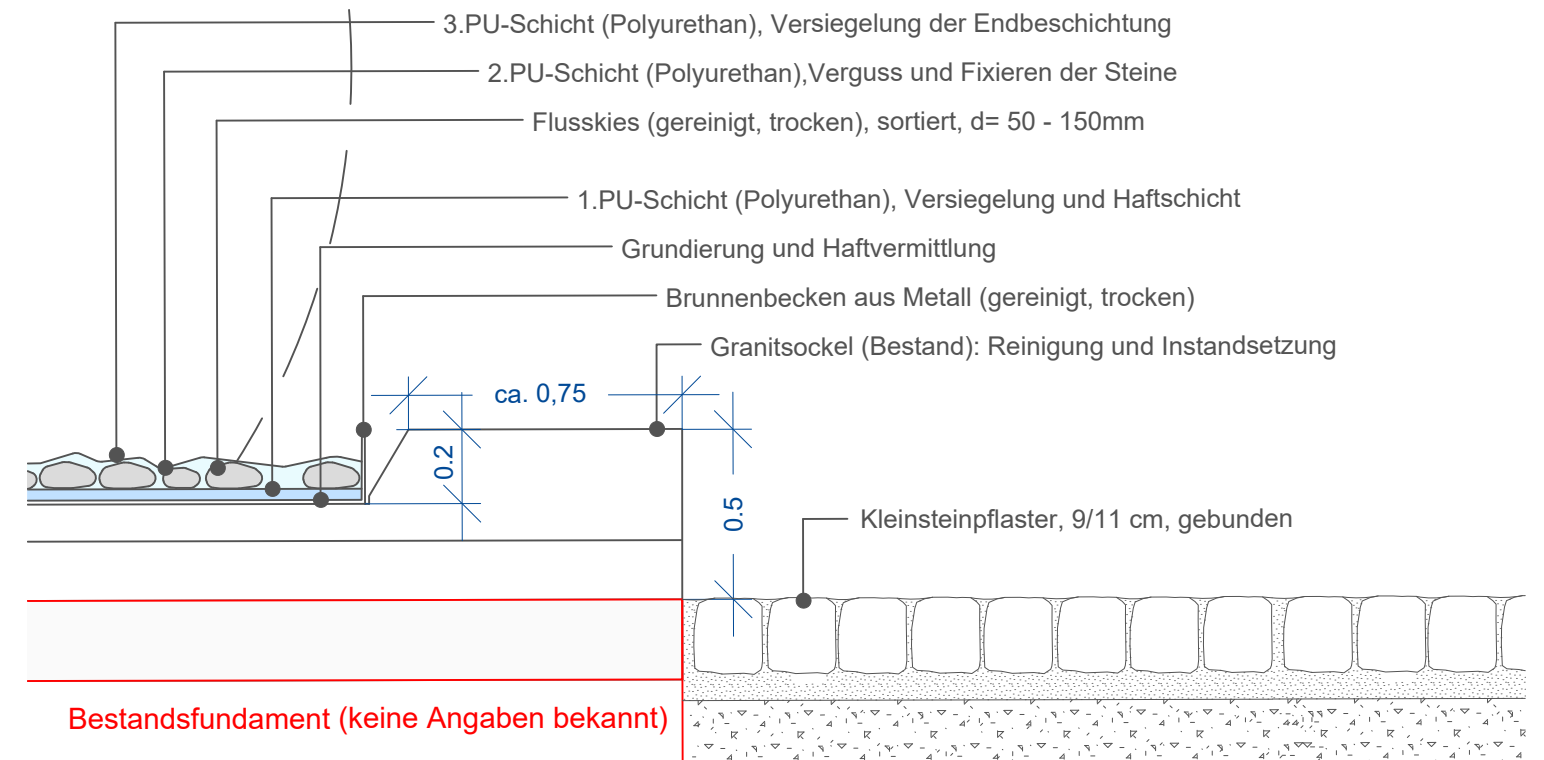 3.PU-Schicht (Polyurethan), Versiegelung der Endbeschichtung
2.PU-Schicht (Polyurethan),Verguss und Fixieren der Steine
Flusskies (gereinigt, trocken), sortiert, d= 50 - 150mm
1.PU-Schicht (Polyurethan), Versiegelung und Haftschicht
Grundierung und Haftvermittlung
Brunnenbecken aus Metall (gereinigt, trocken)
Granitsockel (Bestand): Reinigung und Instandsetzung
ca. 0,75
0.2
0.5
Kleinsteinpflaster, 9/11 cm, gebunden
Bestandsfundament (keine Angaben bekannt)